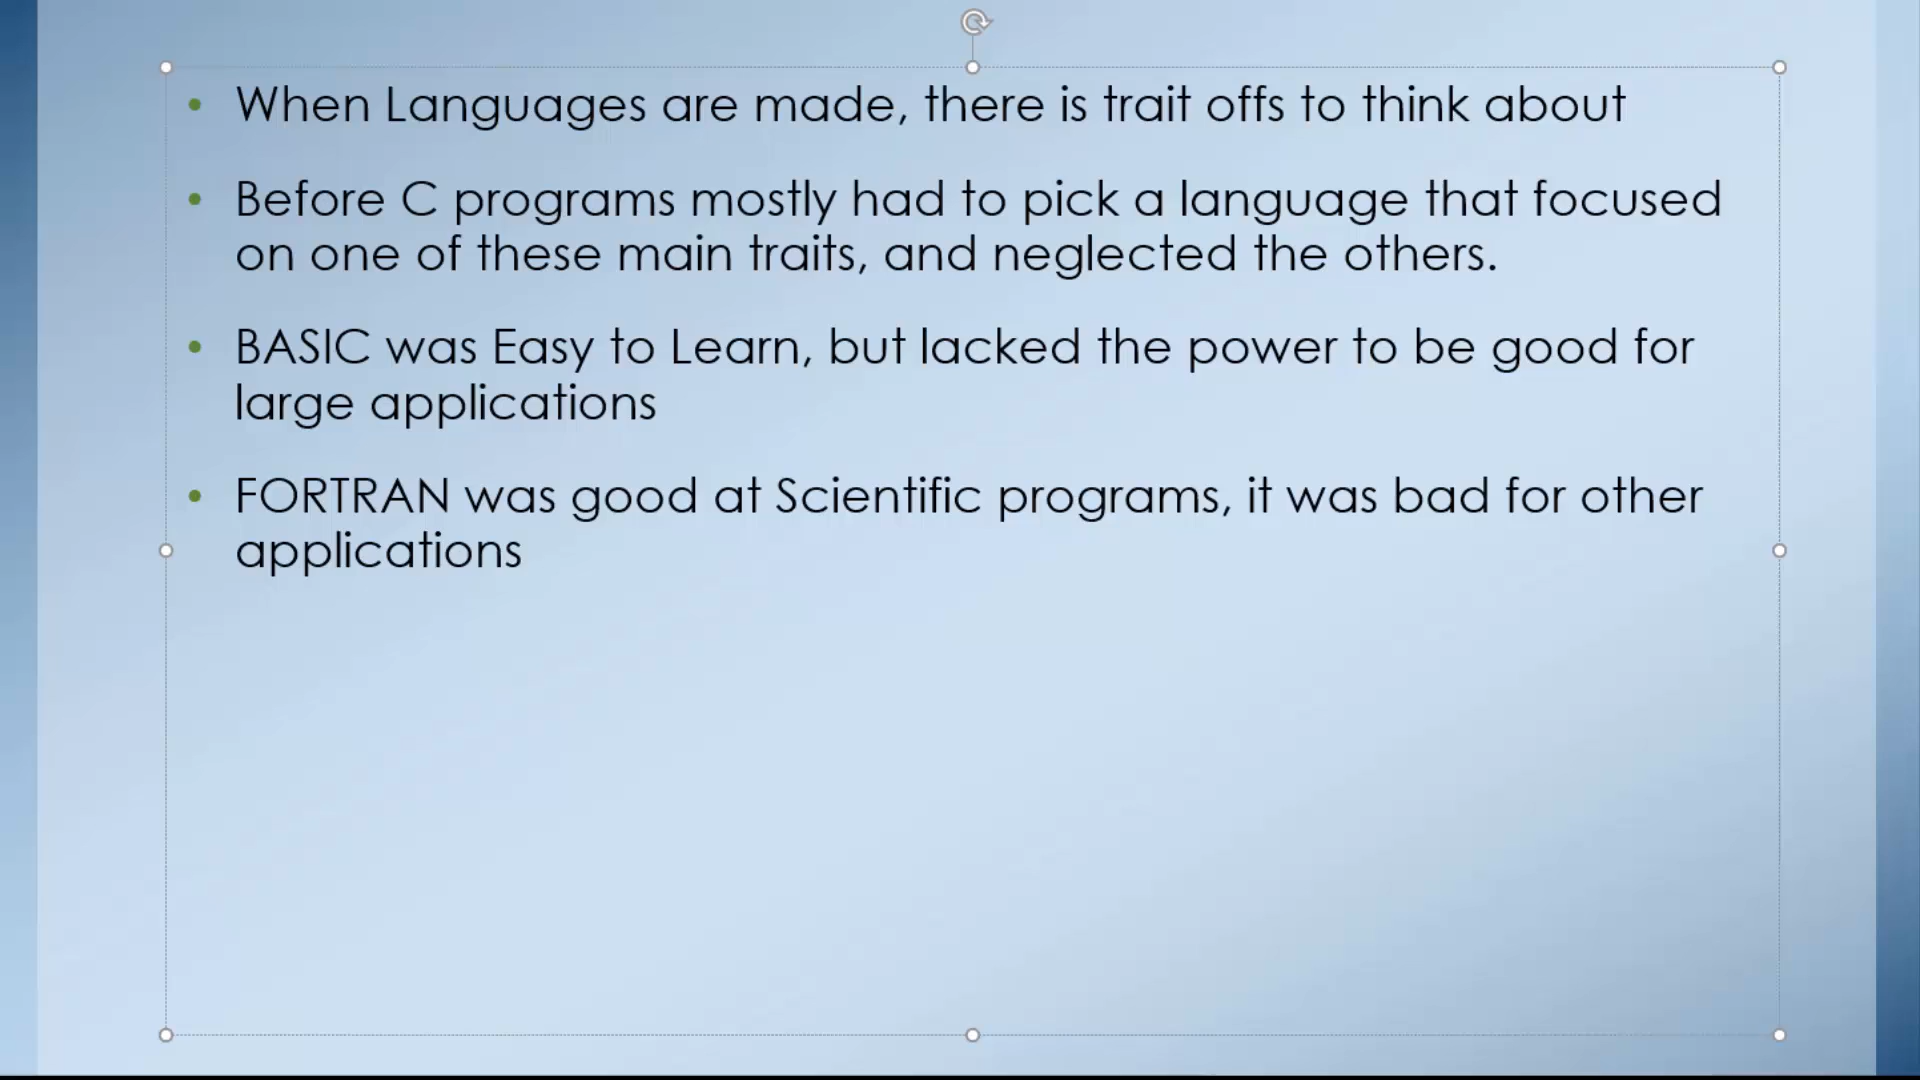 • When Languages are made, there is trait offs to think about
• Before C programs mostly had to pick a language that focused
on one of these main traits, and neglected the others.
• BASIC was Easy to Learn, but lacked the power to be good for
large applications
• FORTRAN was good at Scientific programs, it was bad for other
applications